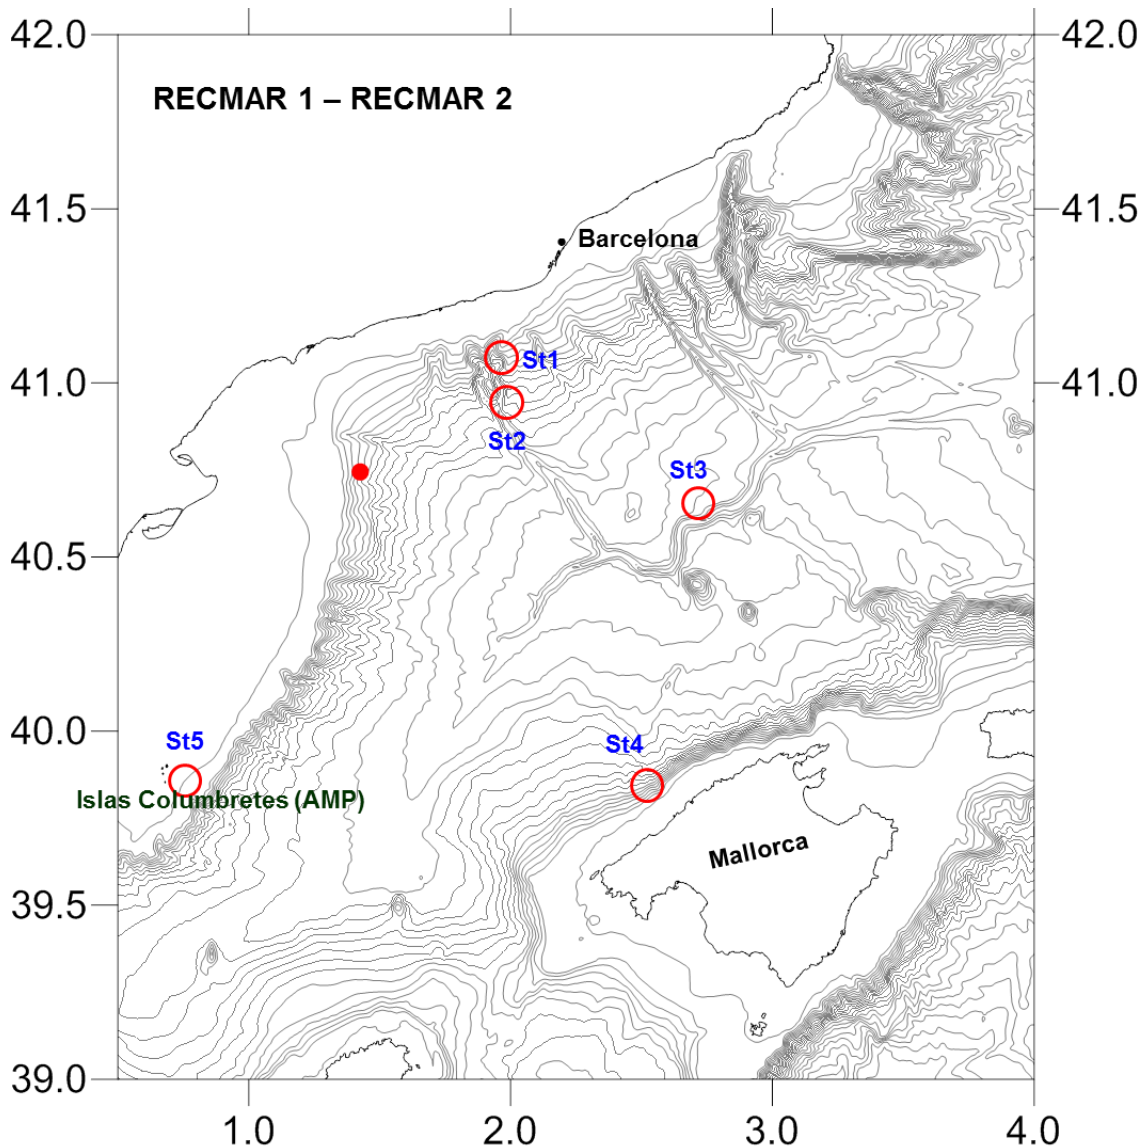 42.0
42.0
RECMAR 1 – RECMAR 2
41.5
41.5
Barcelona
St1
41.0
41.0
St2
St3
40.5
40.0
St5
St4
Islas Columbretes (AMP)
Mallorca
39.5
39.0
1.0
2.0
3.0
4.0